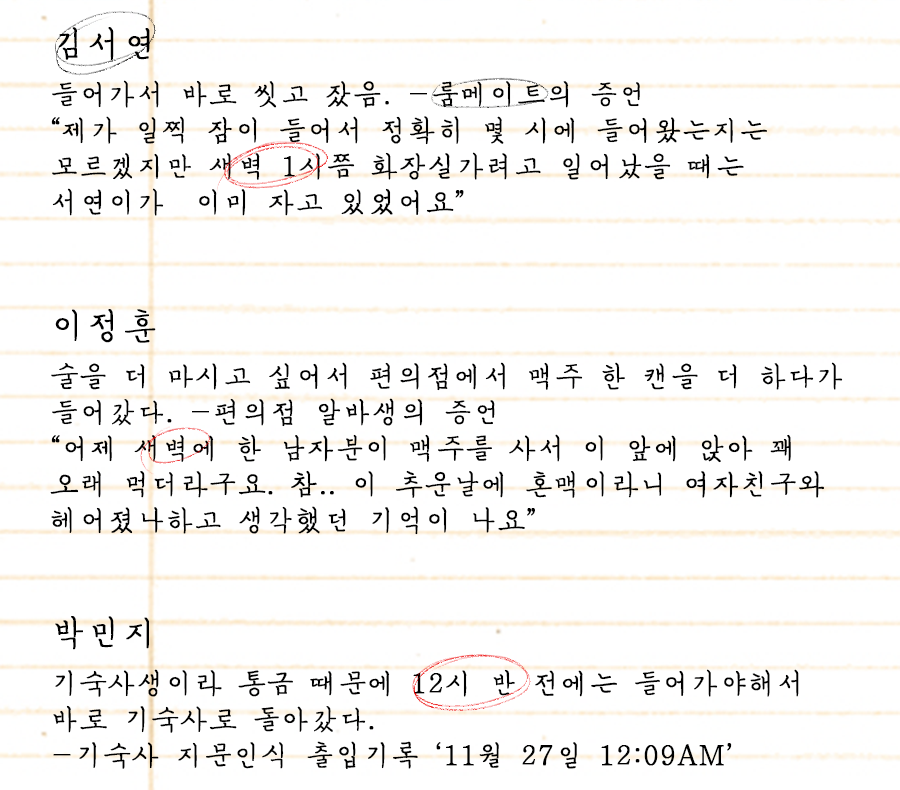 김서연
들어가서 바로 씻고 잤음. -룸메이트의 증언
“제가 일찍 잠이 들어서 정확히 몇 시에 들어왔는지는
모르겠지만 새벽 1시쯤 화장실가려고 일어났을 때는
서연이가 이미 자고 있었어요”
이정훈
술을 더 마시고 싶어서 편의점에서 맥주 한 캔을 더 하다가
들어갔다. -편의점 알바생의 증언
“어제 새벽에 한 남자분이 맥주를 사서 이 앞에 앉아 꽤
오래 먹더라구요. 참.. 이 추운날에 혼맥이라니 여자친구와
헤어졌나하고 생각했던 기억이 나요”
박민지
기숙사생이라 통금 때문에 12시 반 전에는 들어가야해서
바로 기숙사로 돌아갔다.
-기숙사 지문인식 출입기록 ‘11월 27일 12:09AM’